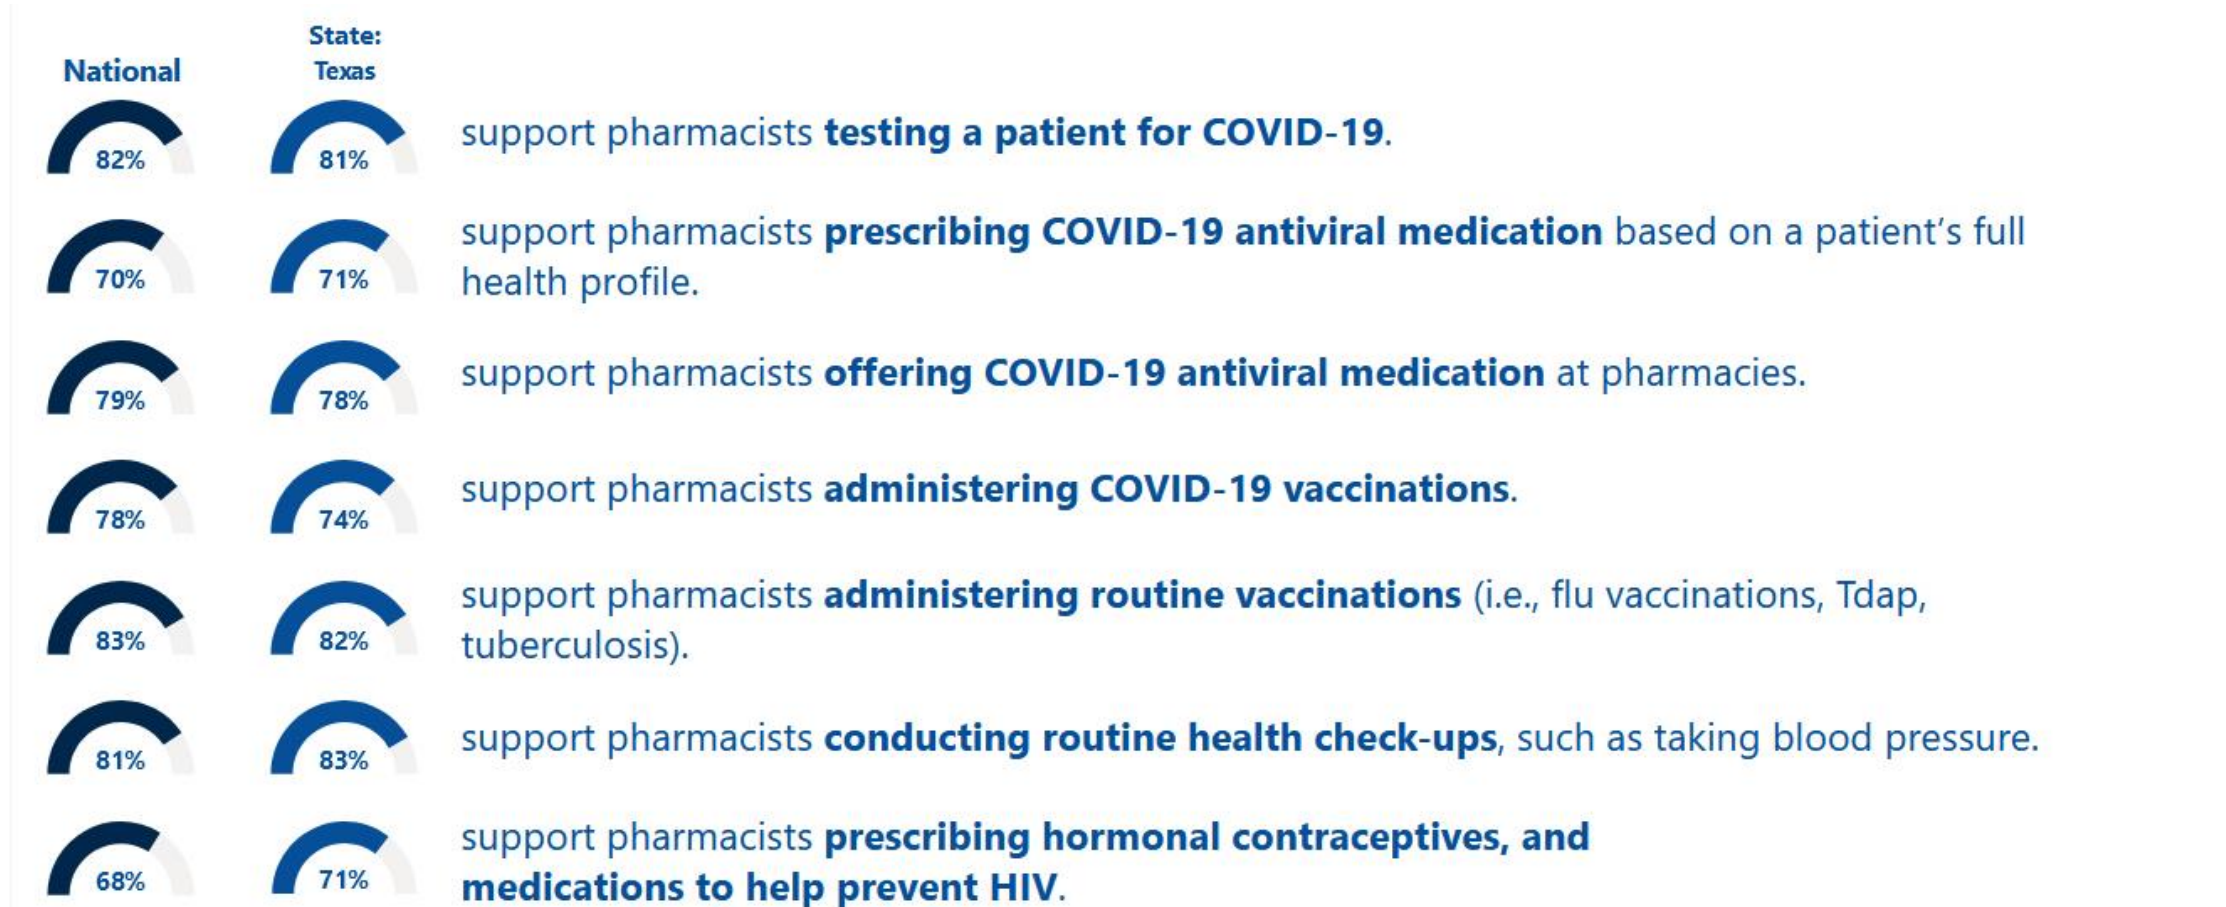 National
State:
Texas
82%
81%
support pharmacists testing a patient for COVID-19.
70%
71%
support pharmacists prescribing COVID-19 antiviral medication based on a patient's full
health profile.
79%
78%
support pharmacists offering COVID-19 antiviral medication at pharmacies.
78%
74%
support pharmacists administering COVID-19 vaccinations.
83%
82%
support pharmacists administering routine vaccinations (i.e., flu vaccinations, Tdap,
tuberculosis).
81%
83%
support pharmacists conducting routine health check-ups, such as taking blood pressure.
68%
71%
support pharmacists prescribing hormonal contraceptives, and
medications to help prevent HIV.